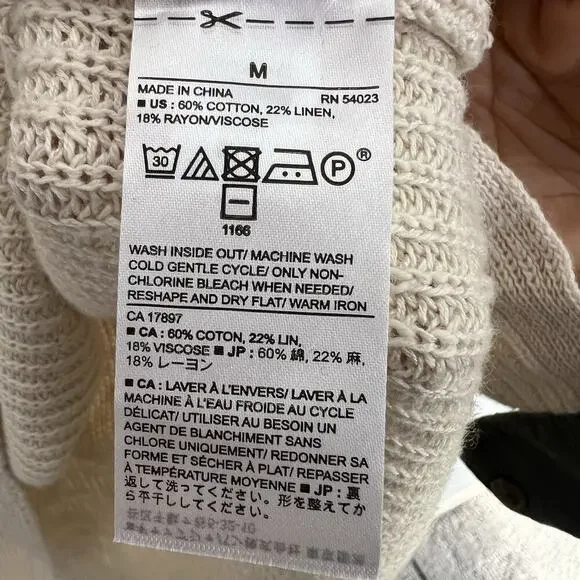 M
MADE IN CHINA RN 54023
■ US : 60% COTTON, 22% LINEN,
18% RAYON/VISCOSE
30 P ®
1166
WASH INSIDE OUT/ MACHINE WASH
COLD GENTLE CYCLE/ ONLY NON-
CHLORINE BLEACH WHEN NEEDED/
RESHAPE AND DRY FLAT/ WARM IRON
CA 17897
■ CA : 60% COTON, 22% LIN,
18% VISCOSE ■ JP : 60% 綿, 22% 麻,
18% レーヨン
■ CA : LAVER À L'ENVERS/ LAVER À LA
MACHINE À L'EAU FROIDE AU CYCLE
DÉLICAT/ UTILISER AU BESOIN UN
AGENT DE BLANCHIMENT SANS
CHLORE UNIQUEMENT/ REDONNER SA
FORME ET SÉCHER À PLAT/ REPASSER
À TEMPÉRATURE MOYENNE ■ JP : 裏
返して洗ってください。形を整えてか
ら平干ししてください。